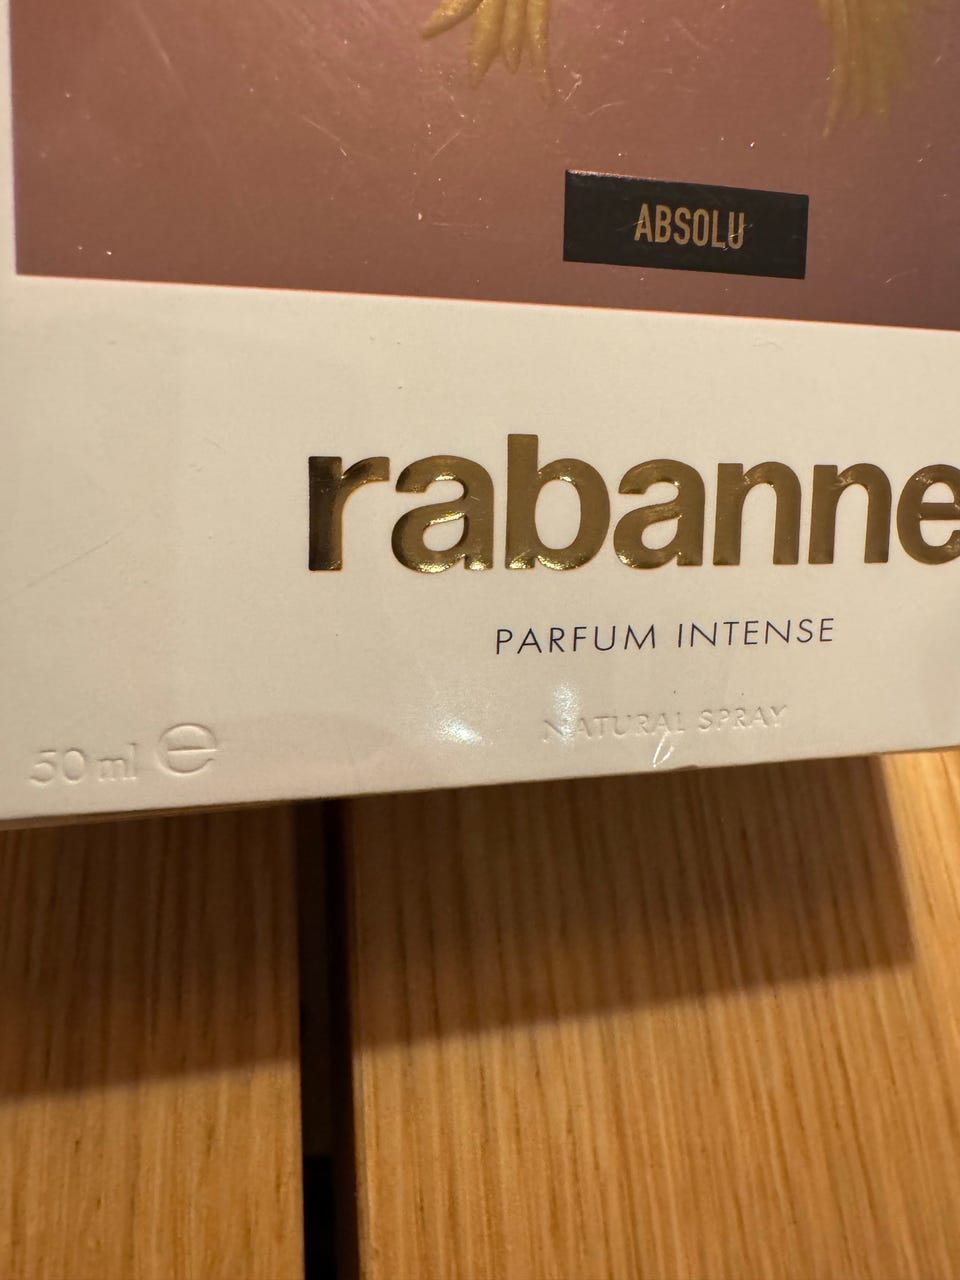 ABSOLU
rabanne
PARFUM INTENSE
NATURAL SPRAY
50 ml e